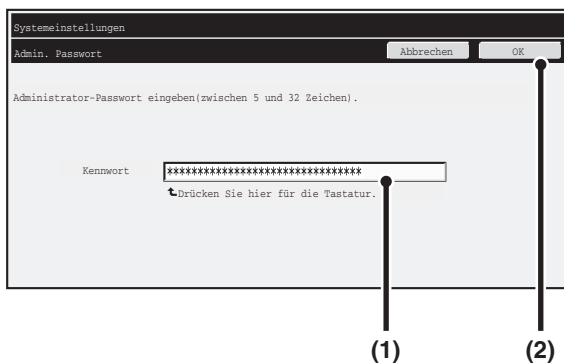 Systemeinstellungen
Admin. Passwort Abbrechen OK
Administrator-Passwort eingeben(zwischen 5 und 32 Zeichen).
Kennwort ********************************
Drücken Sie hier für die Tastatur.
(1) (2)